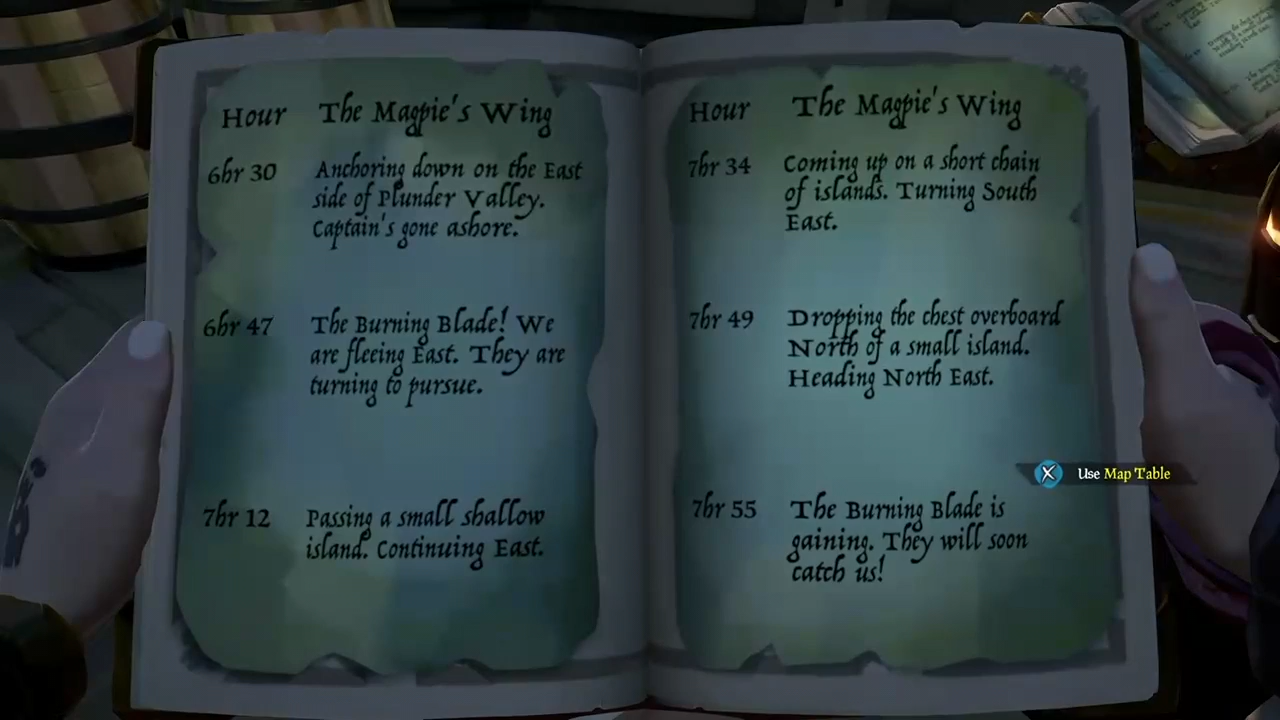 Hour The Magpie's Wing
6hr 30 Anchoring down on the East
side of Plunder Valley.
Captain's gone ashore.
6hr 47 The Burning Blade! We
are fleeing East. They are
turning to pursue.
7hr 12 Passing a small shallow
island. Continuing East.
Hour The Magpie's Wing
7hr 34 Coming up on a short chain
of islands. Turning South
East.
7hr 49 Dropping the chest overboard
North of a small island.
Heading North East.
7hr 55 The Burning Blade is
gaining. They will soon
catch us!
X Use Map Table